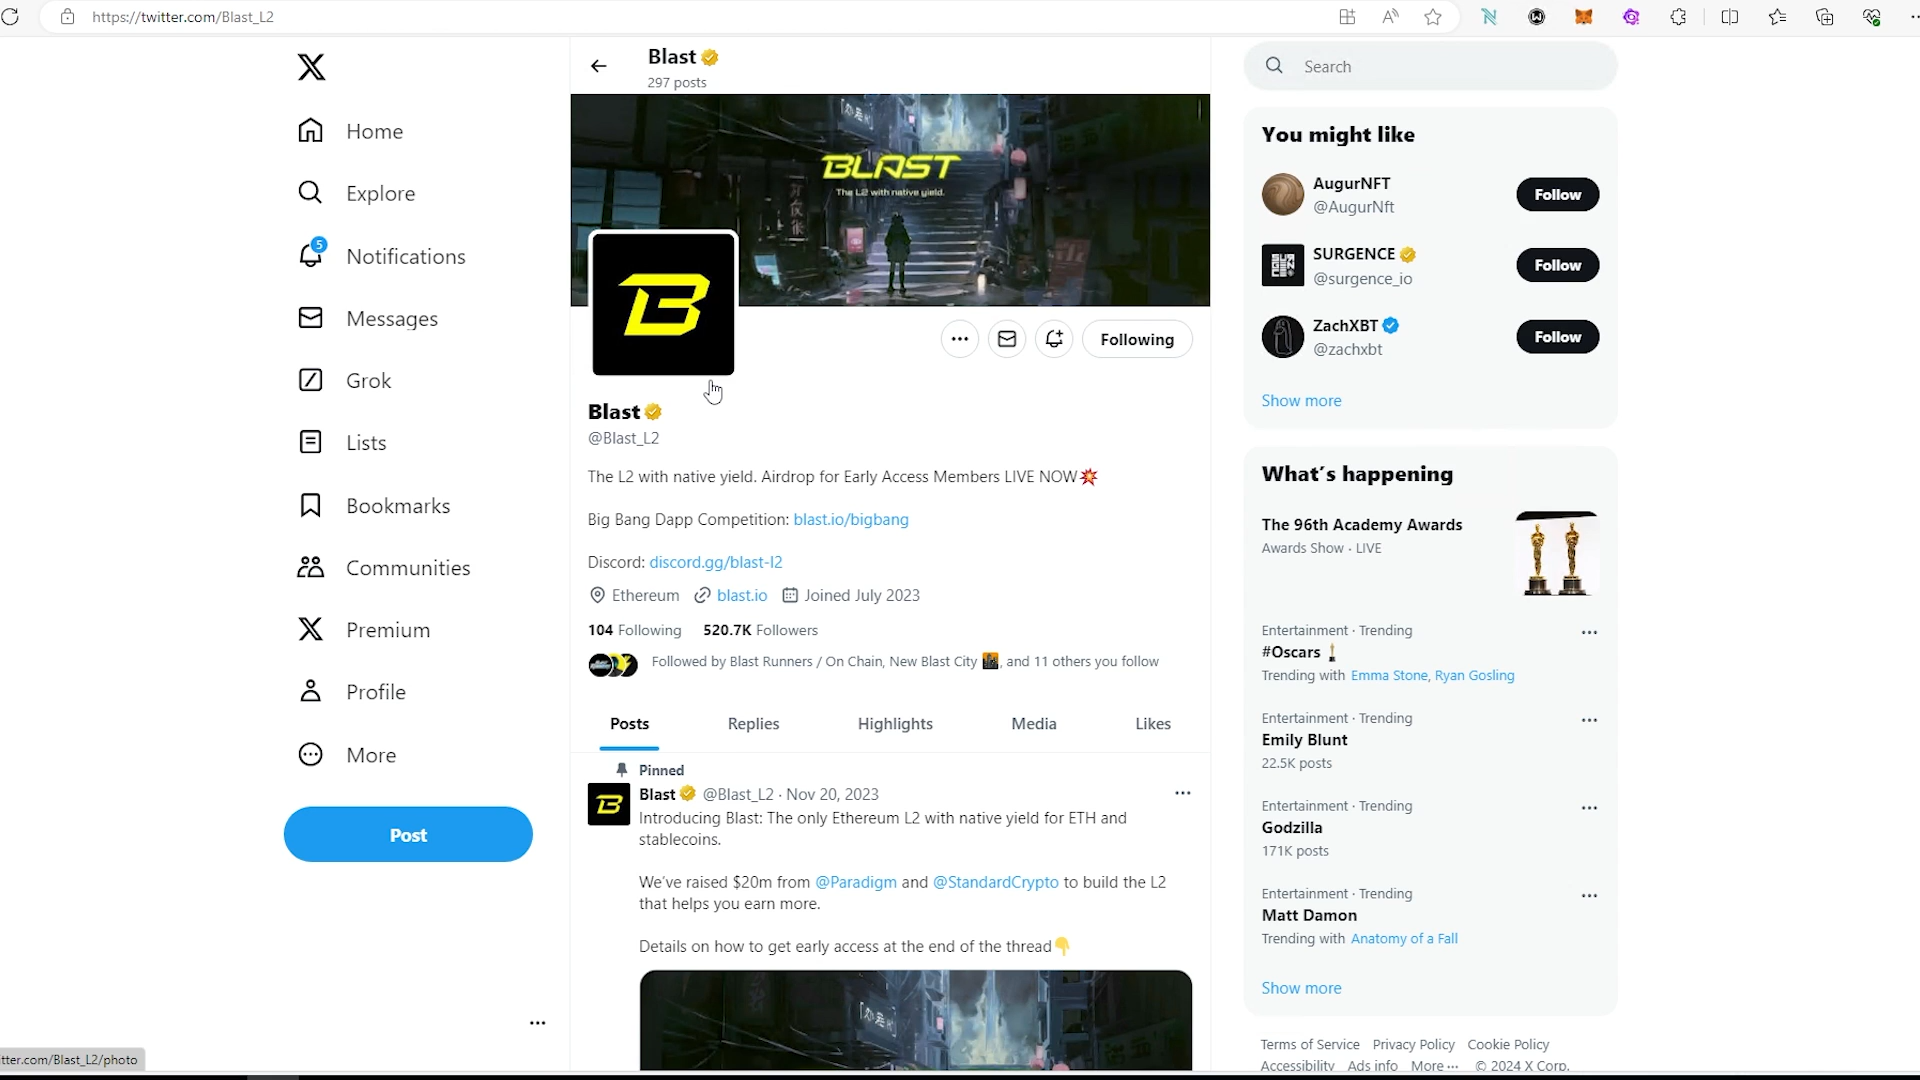 https://twitter.com/Blast_L2
Home
Explore
5
Notifications
Messages
Grok
Lists
Bookmarks
Communities
Premium
Profile
More
Post
Blast
297 posts
BLAST
The L2 with native yield.
Following
Blast
@Blast_L2
The L2 with native yield. Airdrop for Early Access Members LIVE NOW💥
Big Bang Dapp Competition: blast.io/bigbang
Discord: discord.gg/blast-l2
Ethereum blast.io Joined July 2023
104 Following 520.7K Followers
Followed by Blast Runners / On Chain, New Blast City 🌆, and 11 others you follow
Posts Replies Highlights Media Likes
Pinned
Blast @Blast_L2 · Nov 20, 2023
Introducing Blast: The only Ethereum L2 with native yield for ETH and
stablecoins.
We've raised $20m from @Paradigm and @StandardCrypto to build the L2
that helps you earn more.
Details on how to get early access at the end of the thread👇
Search
You might like
AugurNFT
@AugurNft
Follow
SURGENCE
@surgence_io
Follow
ZachXBT
@zachxbt
Follow
Show more
What's happening
The 96th Academy Awards
Awards Show · LIVE
Entertainment · Trending
#Oscars
Trending with Emma Stone, Ryan Gosling
Entertainment · Trending
Emily Blunt
22.5K posts
Entertainment · Trending
Godzilla
171K posts
Entertainment · Trending
Matt Damon
Trending with Anatomy of a Fall
Show more
Terms of Service Privacy Policy Cookie Policy
Accessibility Ads info More ··· © 2024 X Corp.
tter.com/Blast_L2/photo